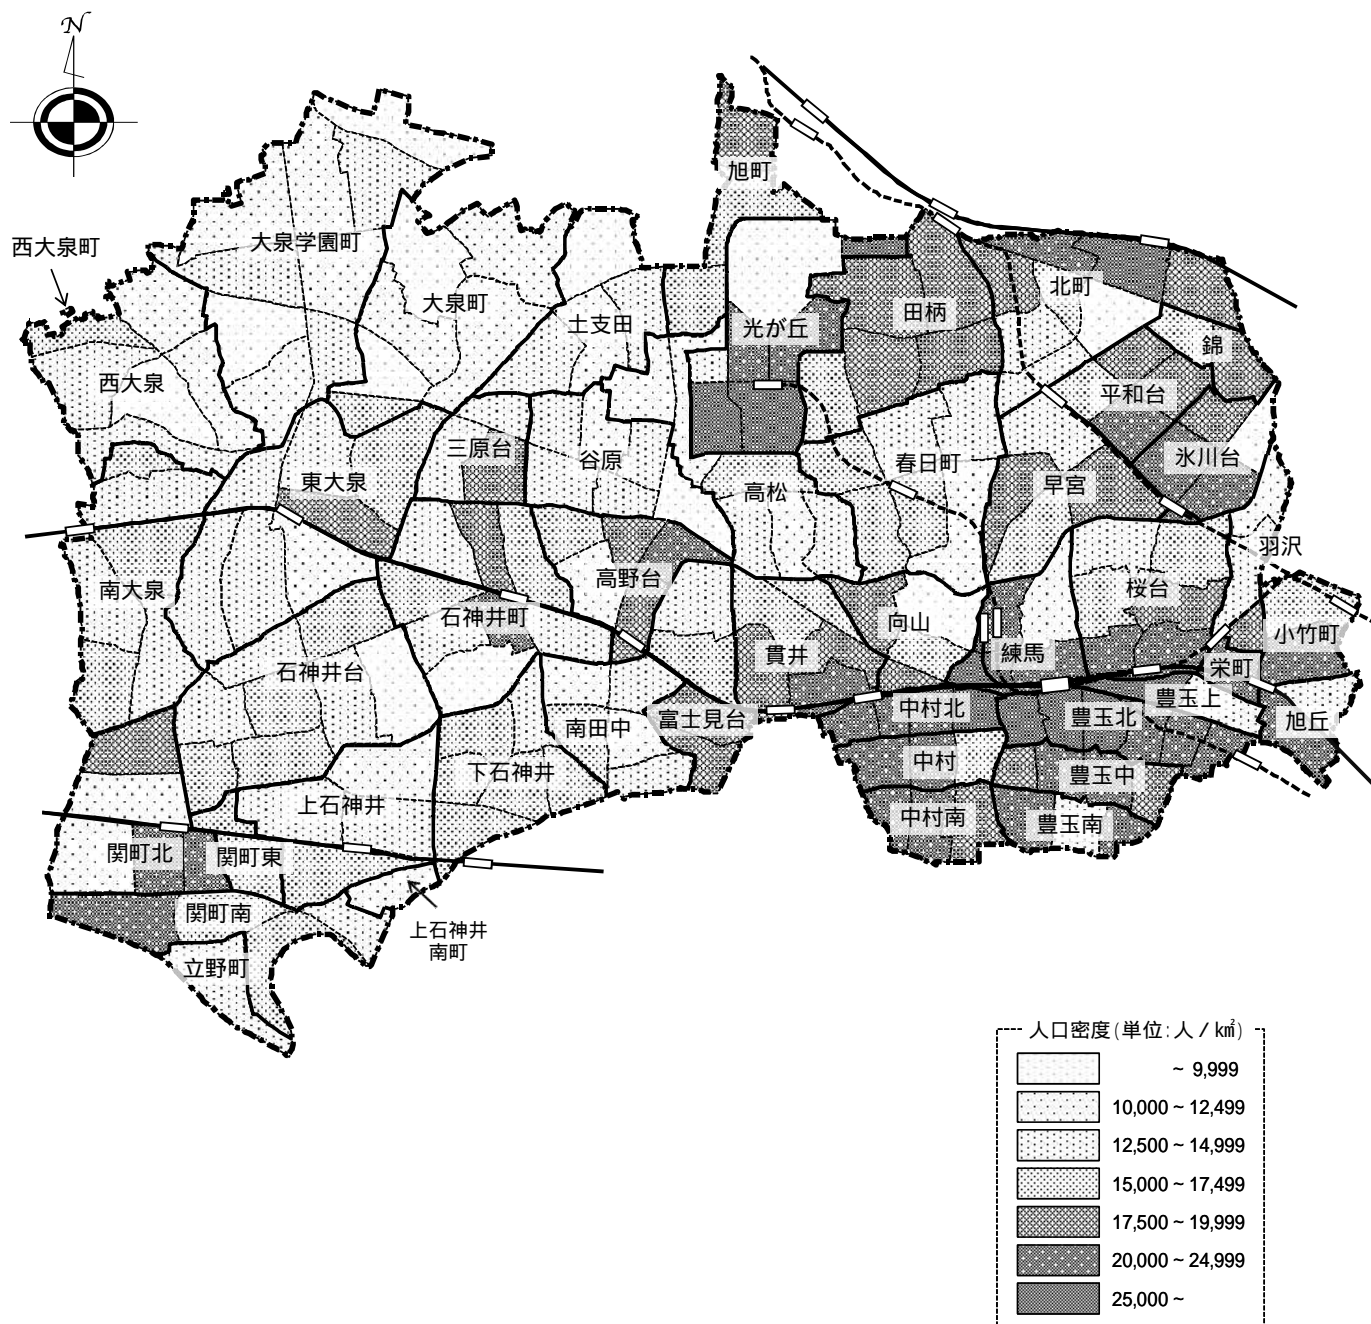 N
旭町
西大泉町
大泉学園町
北町
大泉町
土支田
光が丘
田柄
錦
西大泉
平和台
三原台
谷原
春日町
氷川台
東大泉
高松
早宮
羽沢
南大泉
高野台
桜台
石神井町
向山
小竹町
石神井台
貫井
練馬
栄町
南田中
富士見台
中村北
豊玉北
豊玉上
旭丘
下石神井
中村
豊玉中
上石神井
中村南
豊玉南
関町北
関町東
関町南
上石神井
南町
立野町
人口密度(単位:人/㎢)
~ 9,999
10,000 ~ 12,499
12,500 ~ 14,999
15,000 ~ 17,499
17,500 ~ 19,999
20,000 ~ 24,999
25,000 ~